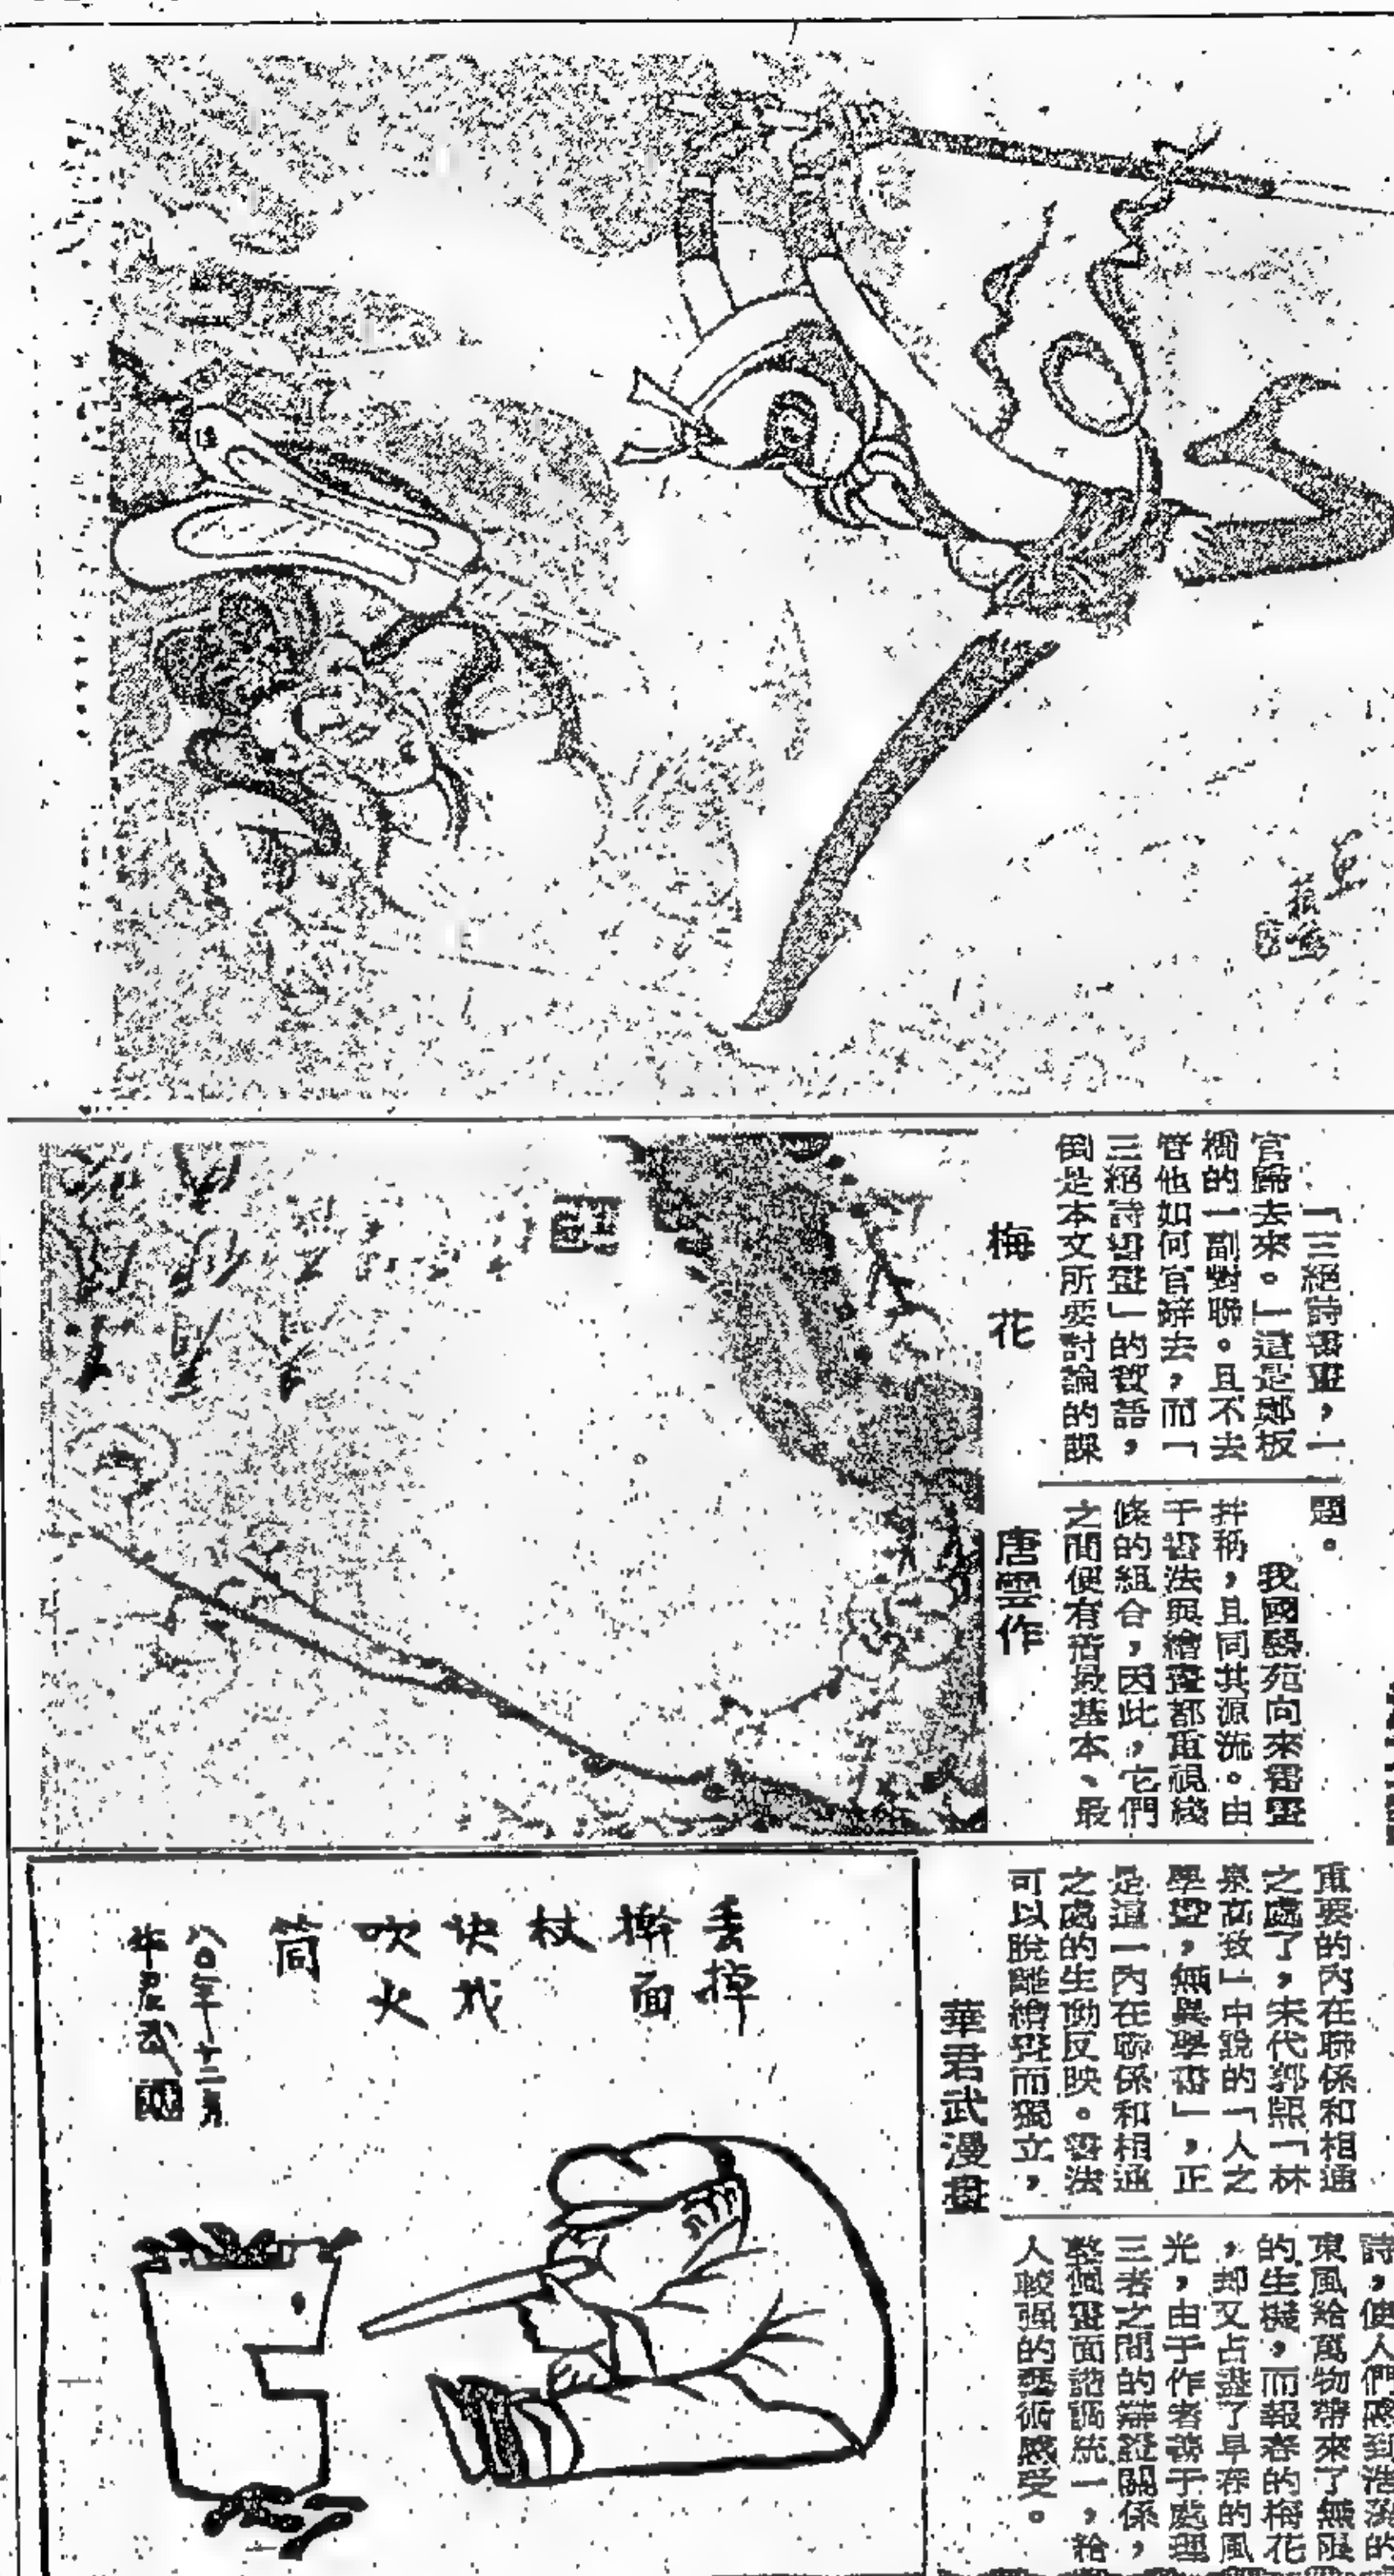 「三絕詩書畫，一
官歸去來。」這是鄭板
橋的一副對聯。且不去
管他如何官辭去，而「
三絕詩書畫」的贊語，
倒是本文所要討論的課
題。
我國藝苑向來書畫
并稱，且同其源流。由
于書法與繪畫都重視綫
條的組合，因此，它們
之間便有着最基本、最
重要的內在聯係和相通
之處了，宋代郭熙「林
泉高致」中說的「人之
學畫，無異學書」，正
是這一內在聯係和相通
之處的生動反映。書法
可以脫離繪畫而獨立，
詩，使人們感到浩蕩的
東風給萬物帶來了無限
的生機，而報春的梅花
，却又占盡了早春的風
光，由于作者善于處理
三者之間的辯證關係，
整個畫面諧調統一，給
人較强的藝術感受。
梅花
唐雲作
華君武漫畫
丢掉
擀面
杖
快找
吹火
筒
八〇年十二月
華君武